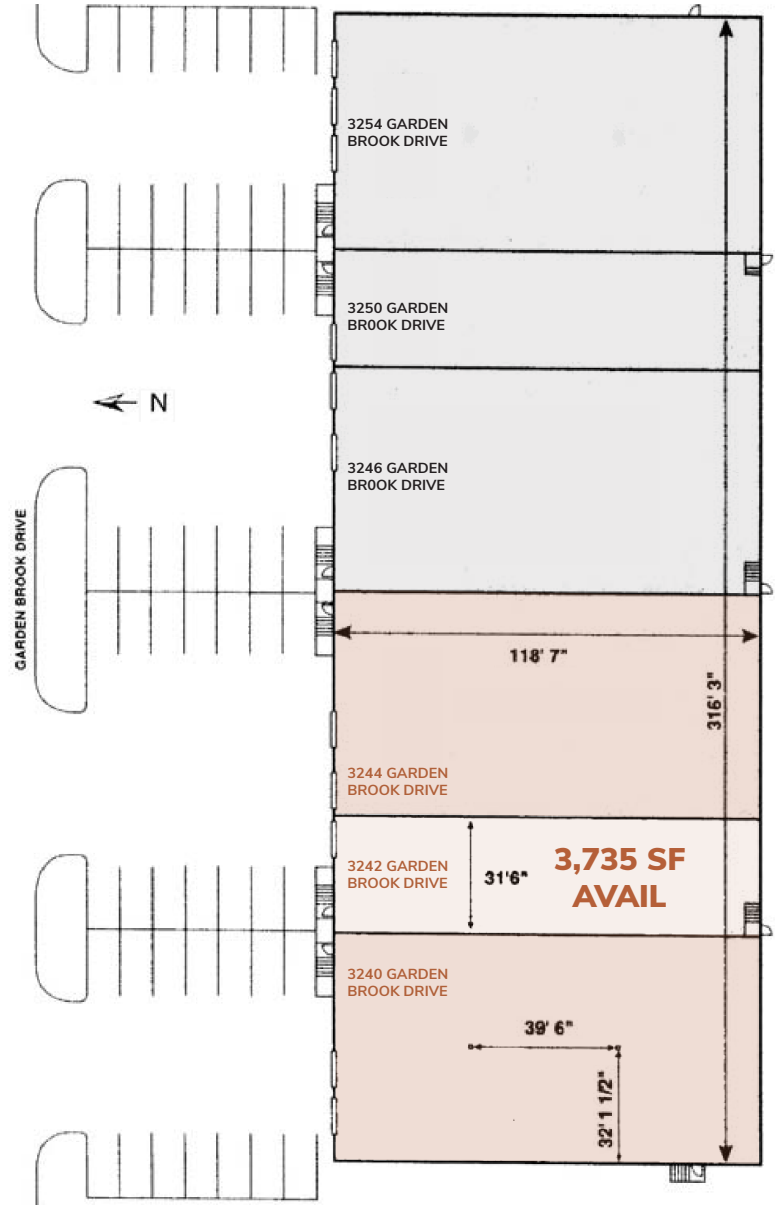 3254 GARDEN
BROOK DRIVE
3250 GARDEN
BR0OK DRIVE
N
3246 GARDEN
BR0OK DRIVE
GARDEN BROOK DRIVE
118' 7"
316' 3"
3244 GARDEN
BROOK DRIVE
3242 GARDEN
BROOK DRIVE
31'6"
3,735 SF
AVAIL
3240 GARDEN
BROOK DRIVE
39' 6"
32' 1 1/2"